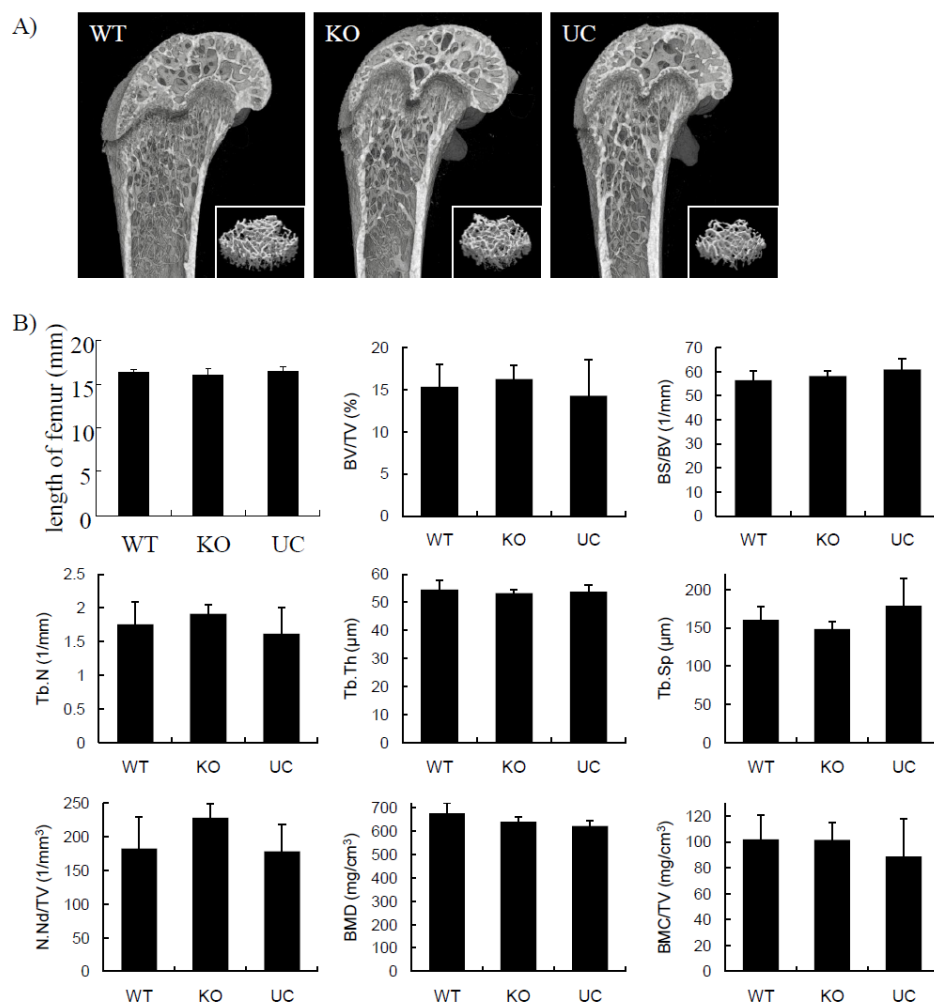 A)
WT
KO
UC
B)
length of femur (mm)
20
15
10
5
0
WT KO UC
BV/TV (%)
20
15
10
5
0
WT KO UC
BS/BV (1/mm)
70
60
50
40
30
20
10
0
WT KO UC
Tb.N (1/mm)
2.5
2
1.5
1
0.5
0
WT KO UC
Tb.Th (µm)
60
50
40
30
20
10
0
WT KO UC
Tb.Sp (µm)
200
150
100
50
0
WT KO UC
N.Nd/TV (1/mm³)
250
200
150
100
50
0
WT KO UC
BMD (mg/cm³)
700
600
500
400
300
200
100
0
WT KO UC
BMC/TV (mg/cm³)
120
100
80
60
40
20
0
WT KO UC